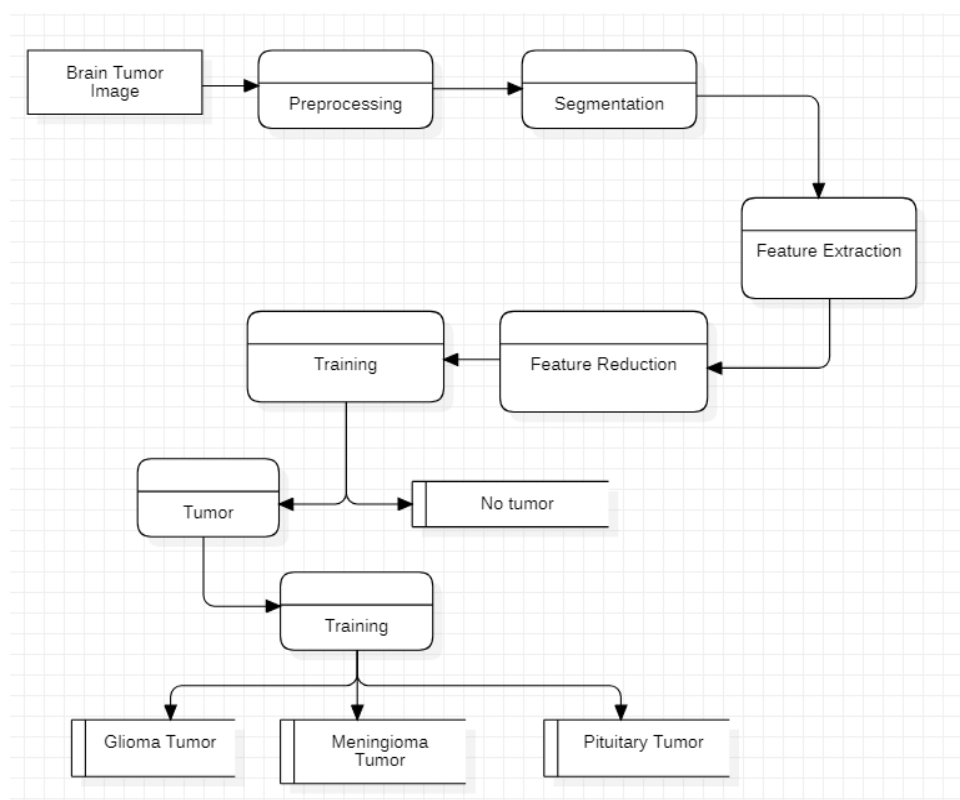 Brain Tumor
Image
Preprocessing
Segmentation
Feature Extraction
Training
Feature Reduction
No tumor
Tumor
Training
Glioma Tumor
Meningioma
Tumor
Pituitary Tumor